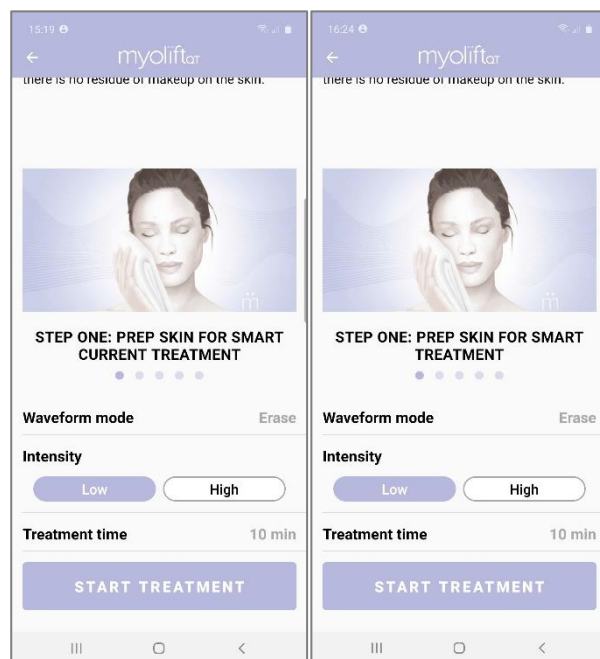 15:19
myolift QT
there is no residue of makeup on the skin.
STEP ONE: PREP SKIN FOR SMART
CURRENT TREATMENT
Waveform mode Erase
Intensity
Low High
Treatment time 10 min
START TREATMENT
16:24
myolift QT
there is no residue of makeup on the skin.
STEP ONE: PREP SKIN FOR SMART
TREATMENT
Waveform mode Erase
Intensity
Low High
Treatment time 10 min
START TREATMENT